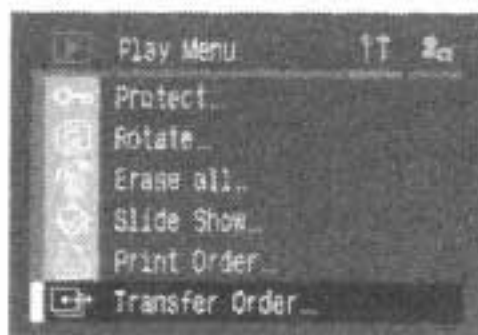 Play Menu
Protect...
Rotate...
Erase all...
Slide Show...
Print Order...
Transfer Order...